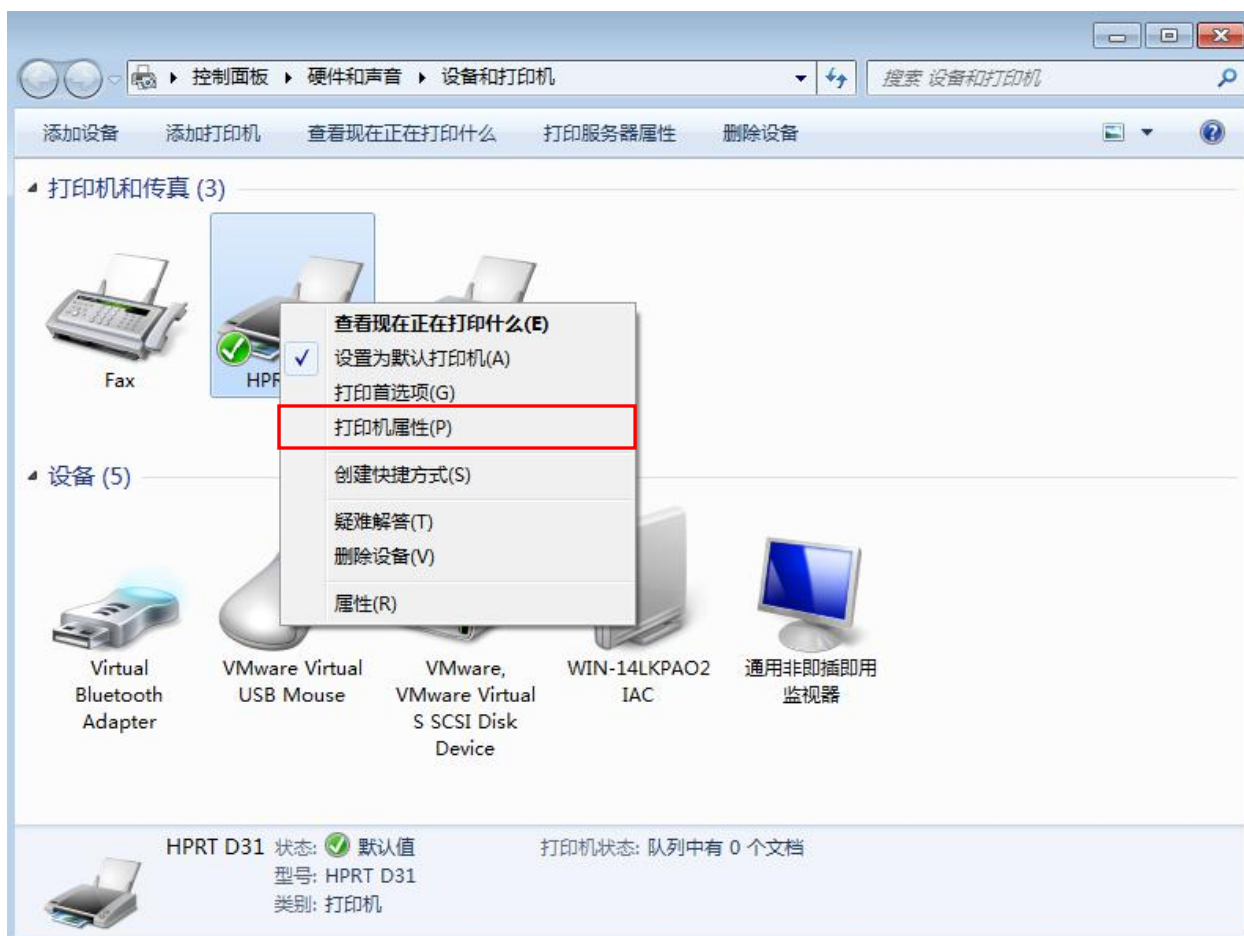 控制面板 硬件和声音 设备和打印机
搜索 设备和打印机
添加设备 添加打印机 查看现在正在打印什么 打印服务器属性 删除设备
打印机和传真 (3)
Fax
HPR
查看现在正在打印什么(E)
设置为默认打印机(A)
打印首选项(G)
打印机属性(P)
创建快捷方式(S)
疑难解答(T)
删除设备(V)
属性(R)
设备 (5)
Virtual
Bluetooth
Adapter
VMware Virtual
USB Mouse
VMware,
VMware Virtual
S SCSI Disk
Device
WIN-14LKPAO2
IAC
通用非即插即用
监视器
HPRT D31 状态: 默认值 打印机状态: 队列中有 0 个文档
型号: HPRT D31
类别: 打印机